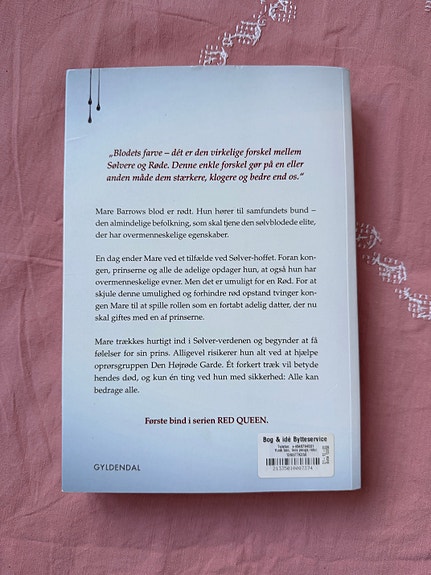 „Blodets farve – dét er den virkelige forskel mellem
Sølvere og Røde. Denne enkle forskel gør på en eller
anden måde dem stærkere, klogere og bedre end os.“
Mare Barrows blod er rødt. Hun hører til samfundets bund –
den almindelige befolkning, som skal tjene den sølvblodede elite,
der har overmenneskelige egenskaber.
En dag ender Mare ved et tilfælde ved Sølver-hoffet. Foran kon-
gen, prinserne og alle de adelige opdager hun, at også hun har
overmenneskelige evner. Men det er umuligt for en Rød. For at
skjule denne umulighed og forhindre rød opstand tvinger kon-
gen Mare til at spille rollen som en fortabt adelig datter, der nu
skal giftes med en af prinserne.
Mare trækkes hurtigt ind i Sølver-verdenen og begynder at få
følelser for sin prins. Alligevel risikerer hun alt ved at hjælpe
oprørsgruppen Den Højrøde Garde. Ét forkert træk vil betyde
hendes død, og kun én ting ved hun med sikkerhed: Alle kan
bedrage alle.
Første bind i serien RED QUEEN.
Bog & idé Bytteservice
GYLDENDAL